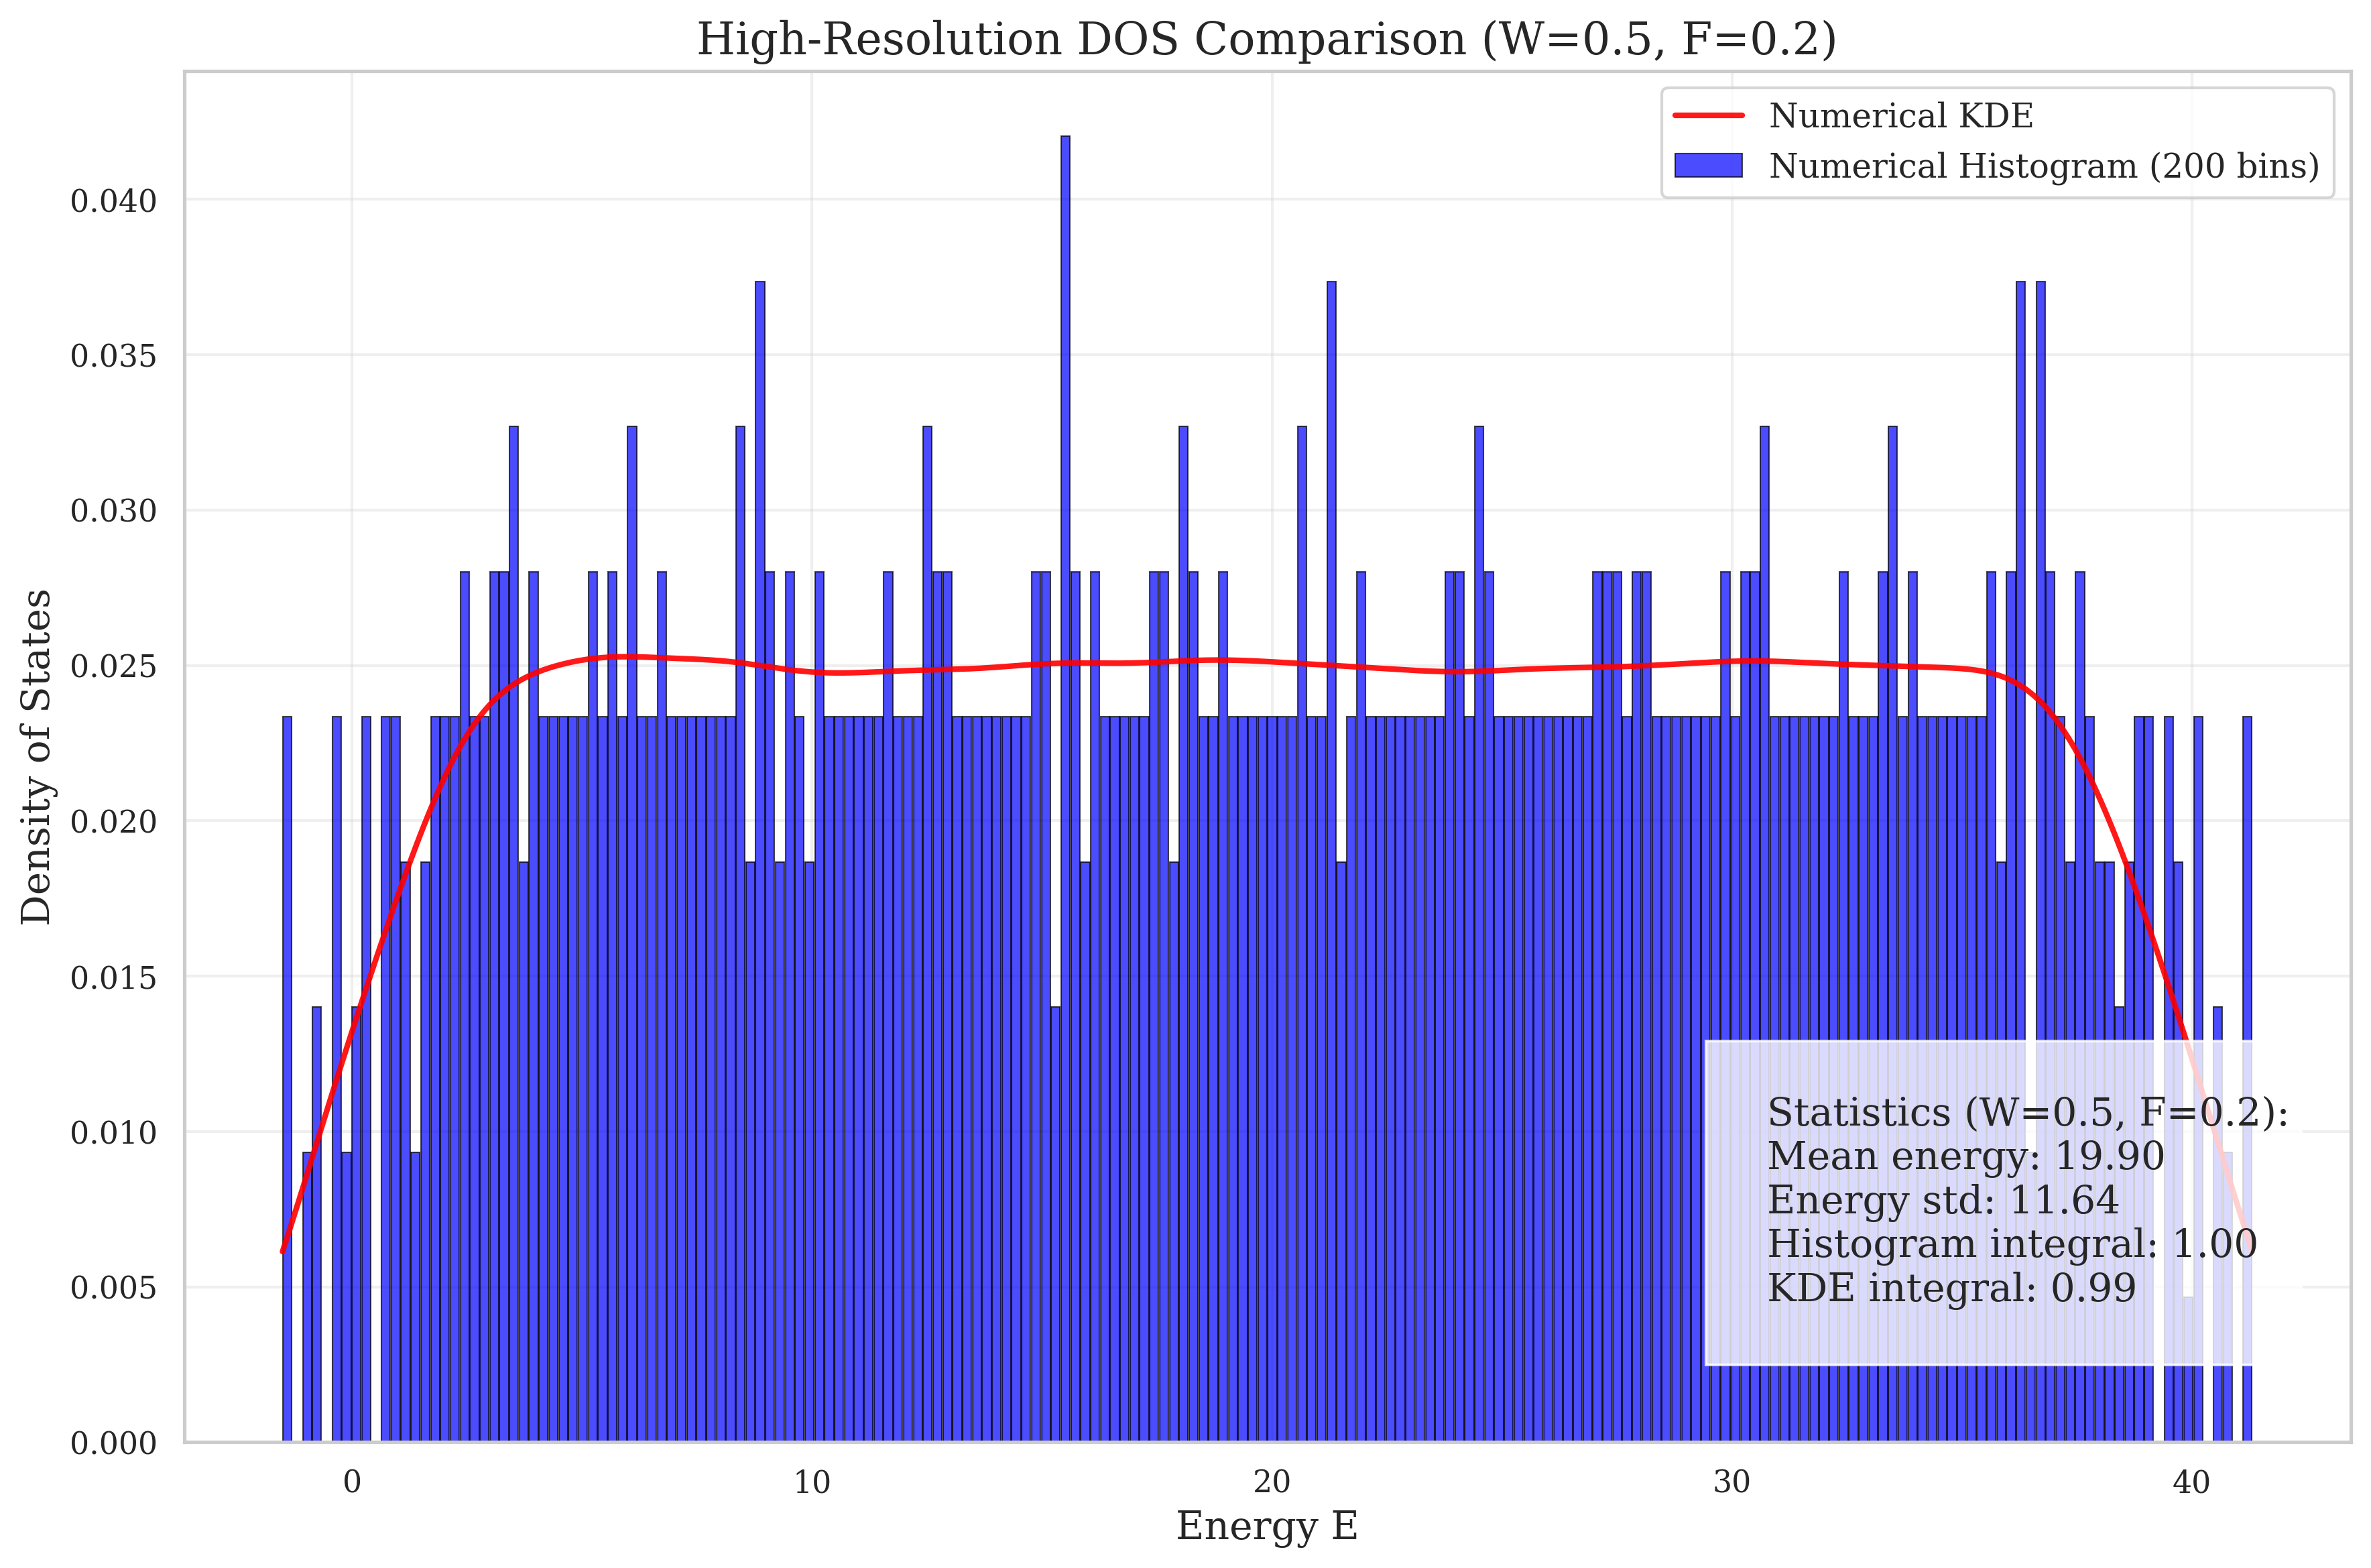 High-Resolution DOS Comparison (W=0.5, F=0.2)
Numerical KDE
Numerical Histogram (200 bins)
Density of States
0.040
0.035
0.030
0.025
0.020
0.015
0.010
0.005
0.000
Statistics (W=0.5, F=0.2):
Mean energy: 19.90
Energy std: 11.64
Histogram integral: 1.00
KDE integral: 0.99
0 10 20 30 40
Energy E